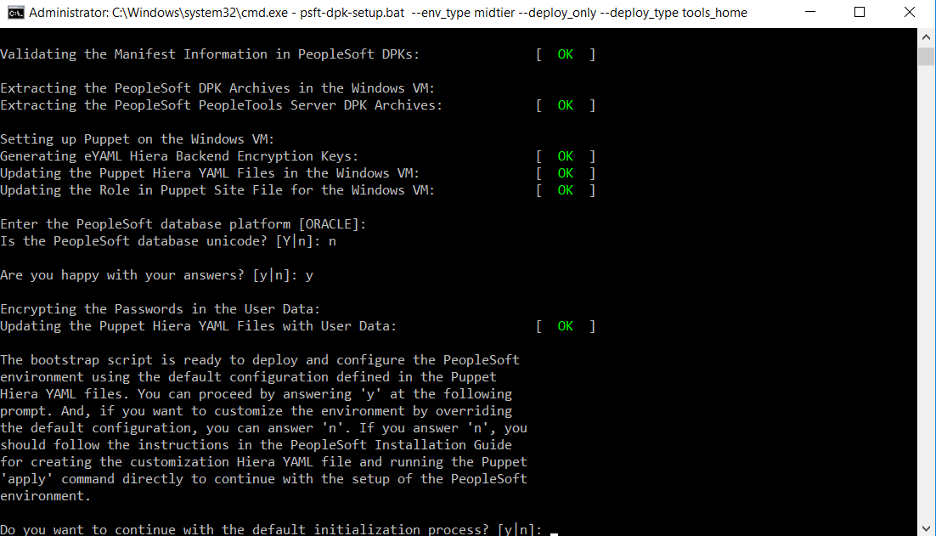 Administrator: C:\Windows\system32\cmd.exe - psft-dpk-setup.bat  --env_type midtier --deploy_only --deploy_type tools_home
Validating the Manifest Information in PeopleSoft DPKs:              [  OK  ]
Extracting the PeopleSoft DPK Archives in the Windows VM:
Extracting the PeopleSoft PeopleTools Server DPK Archives:           [  OK  ]
Setting up Puppet on the Windows VM:
Generating eYAML Hiera Backend Encryption Keys:                      [  OK  ]
Updating the Puppet Hiera YAML Files in the Windows VM:              [  OK  ]
Updating the Role in Puppet Site File for the Windows VM:            [  OK  ]
Enter the PeopleSoft database platform [ORACLE]:
Is the PeopleSoft database unicode? [Y|n]: n
Are you happy with your answers? [y|n]: y
Encrypting the Passwords in the User Data:
Updating the Puppet Hiera YAML Files with User Data:                 [  OK  ]
The bootstrap script is ready to deploy and configure the PeopleSoft
environment using the default configuration defined in the Puppet
Hiera YAML files. You can proceed by answering 'y' at the following
prompt. And, if you want to customize the environment by overriding
the default configuration, you can answer 'n'. If you answer 'n', you
should follow the instructions in the PeopleSoft Installation Guide
for creating the customization Hiera YAML file and running the Puppet
'apply' command directly to continue with the setup of the PeopleSoft
environment.
Do you want to continue with the default initialization process? [y|n]: